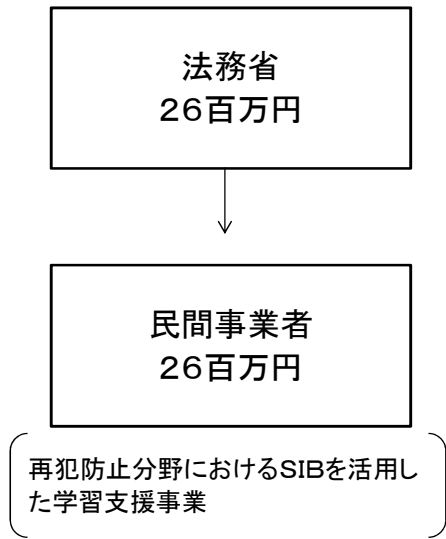 法務省
26百万円
民間事業者
26百万円
再犯防止分野におけるSIBを活用し
た学習支援事業